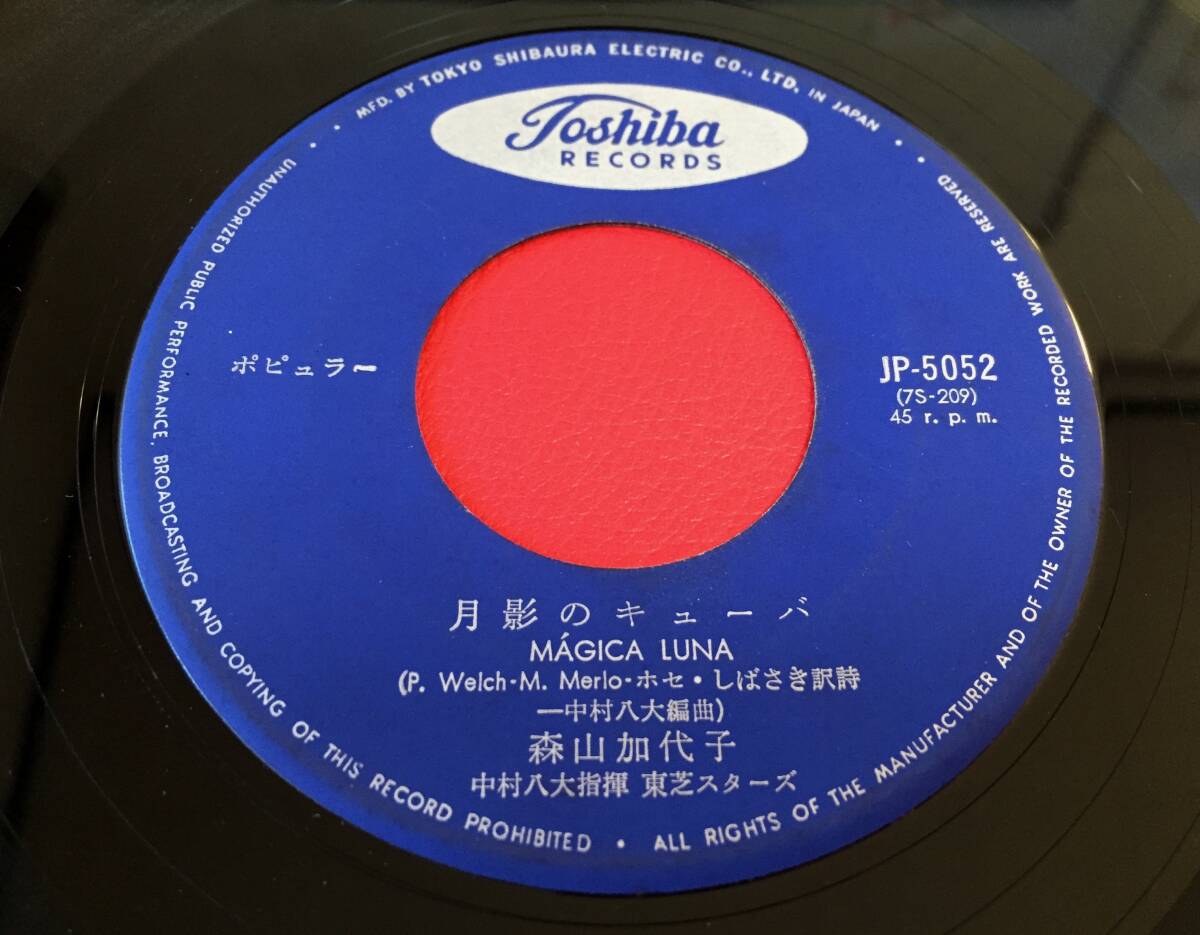 MFD. BY TOKYO SHIBAURA ELECTRIC CO., LTD. IN JAPAN
Toshiba
RECORDS
ポピュラー
JP-5052
(7S-209)
45 r. p. m.
月影のキューバ
MÁGICA LUNA
(P. Welch-M. Merlo-ホセ・しばさき訳詩
—中村八大編曲)
森山加代子
中村八大指揮 東芝スターズ
UNAUTHORIZED PUBLIC PERFORMANCE, BROADCASTING AND COPYING OF THIS RECORD PROHIBITED • ALL RIGHTS OF THE MANUFACTURER AND OF THE OWNER OF THE RECORDED WORK ARE RESERVED